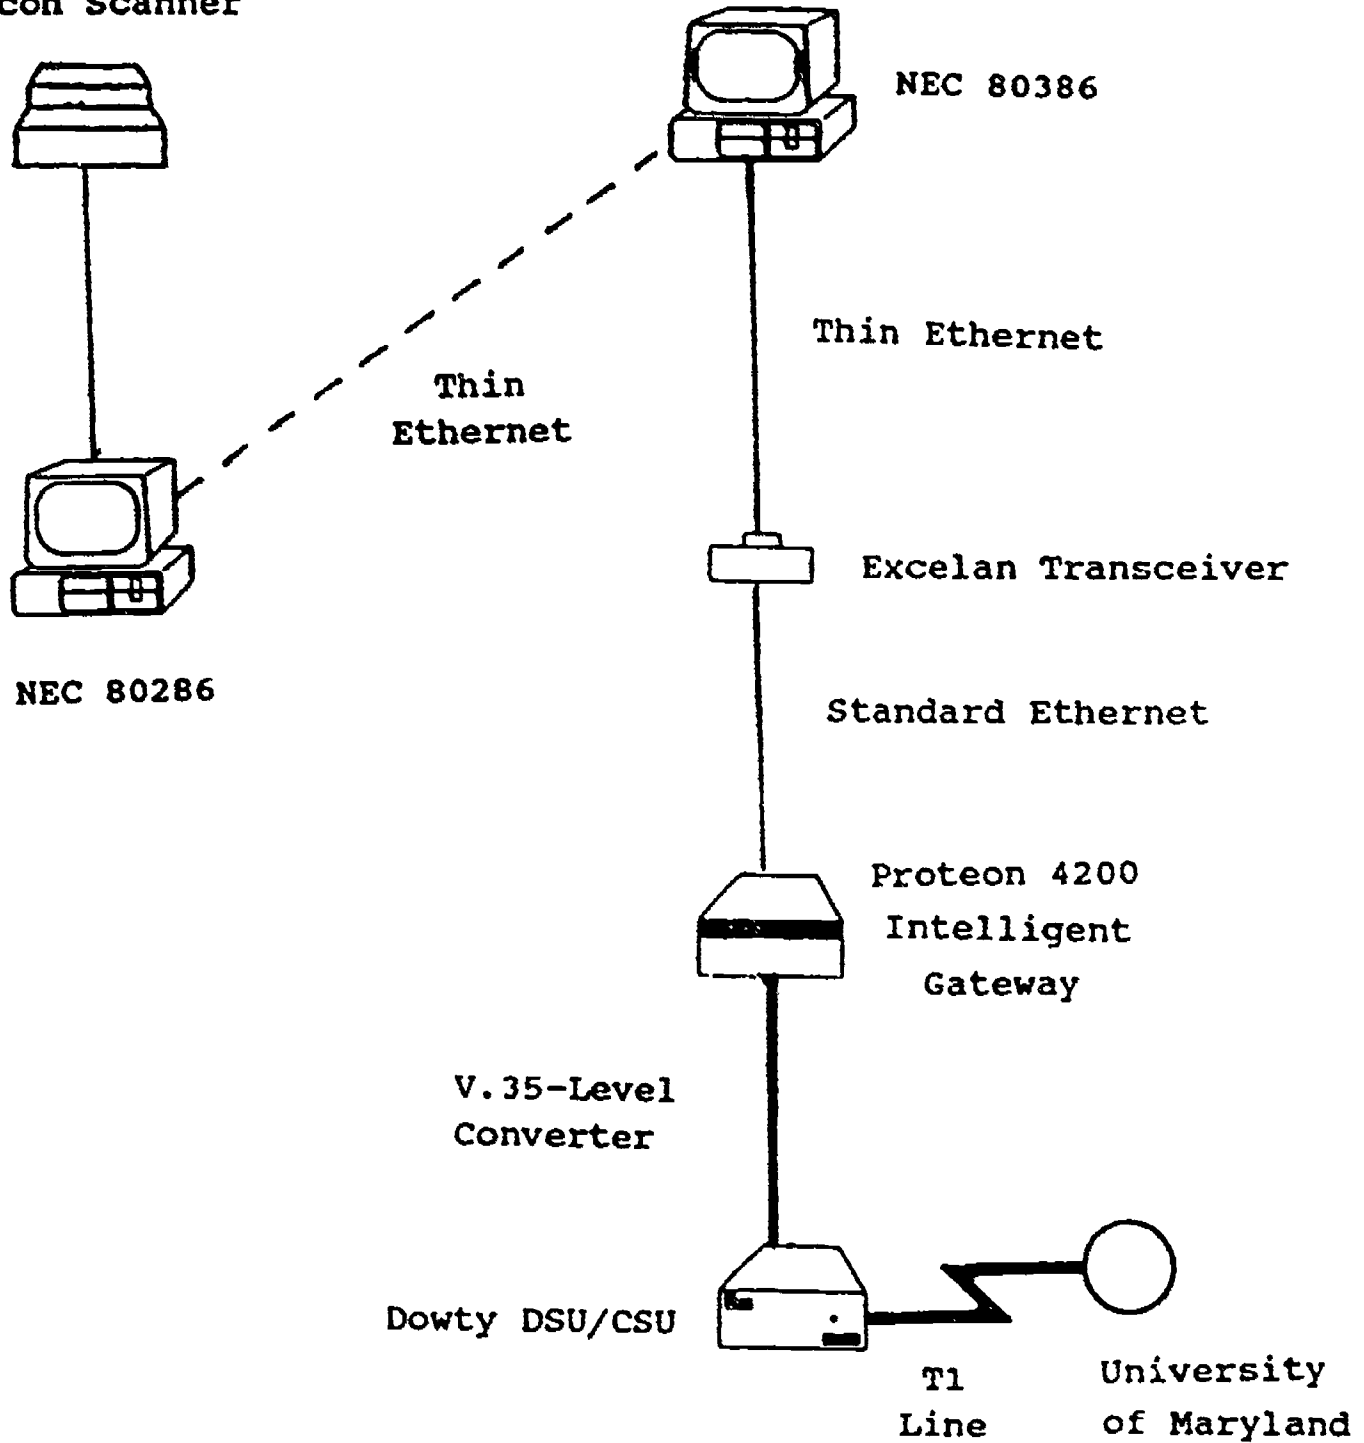 Scanner
NEC 80386
Thin Ethernet
Thin
Ethernet
Excelan Transceiver
NEC 80286
Standard Ethernet
Proteon 4200
Intelligent
Gateway
V.35-Level
Converter
Dowty DSU/CSU
T1
Line
University
of Maryland